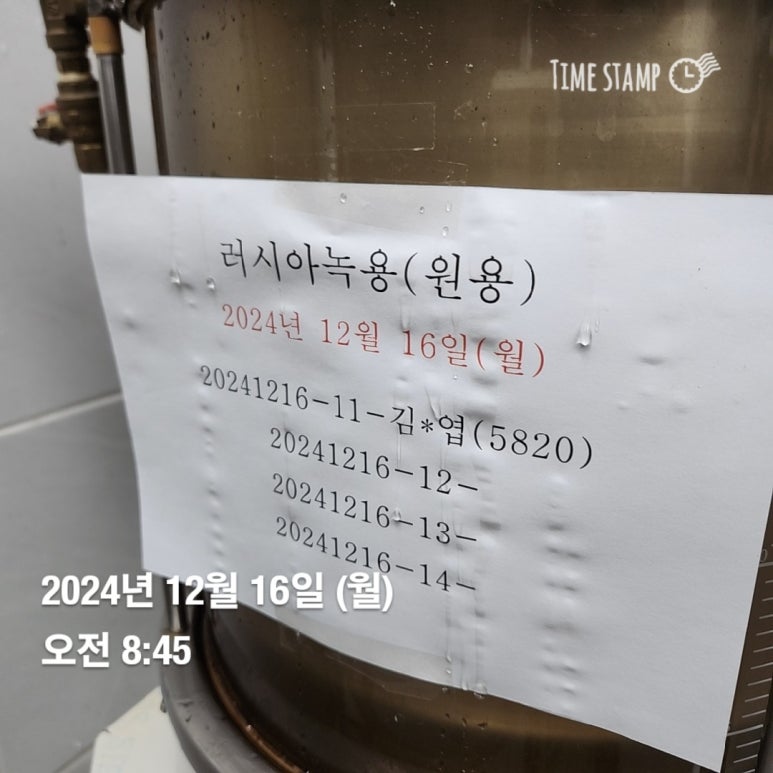 TIME STAMP
러시아녹용(원용)
2024년 12월 16일(월)
20241216-11-김*엽(5820)
20241216-12-
20241216-13-
20241216-14-
2024년 12월 16일 (월)
오전 8:45